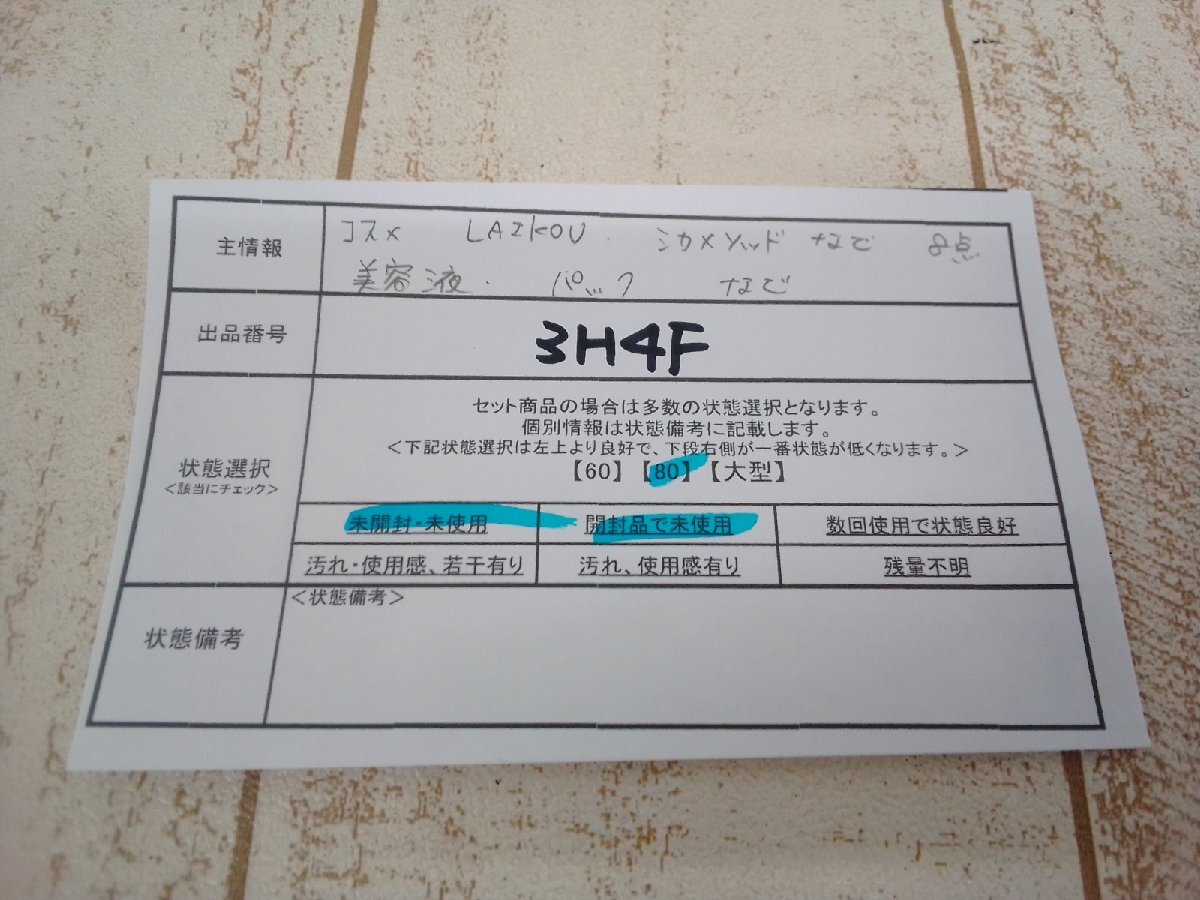 主情報
コスメ LAIKOU. シカメソッド など 8点
美容液. パック など
出品番号
3H4F
状態選択
＜該当にチェック＞
セット商品の場合は多数の状態選択となります。
個別情報は状態備考に記載します。
＜下記状態選択は左上より良好で、下段右側が一番状態が低くなります。＞
【60】【80】【大型】
未開封・未使用 開封品で未使用 数回使用で状態良好
汚れ・使用感、若干有り 汚れ、使用感有り 残量不明
状態備考
＜状態備考＞